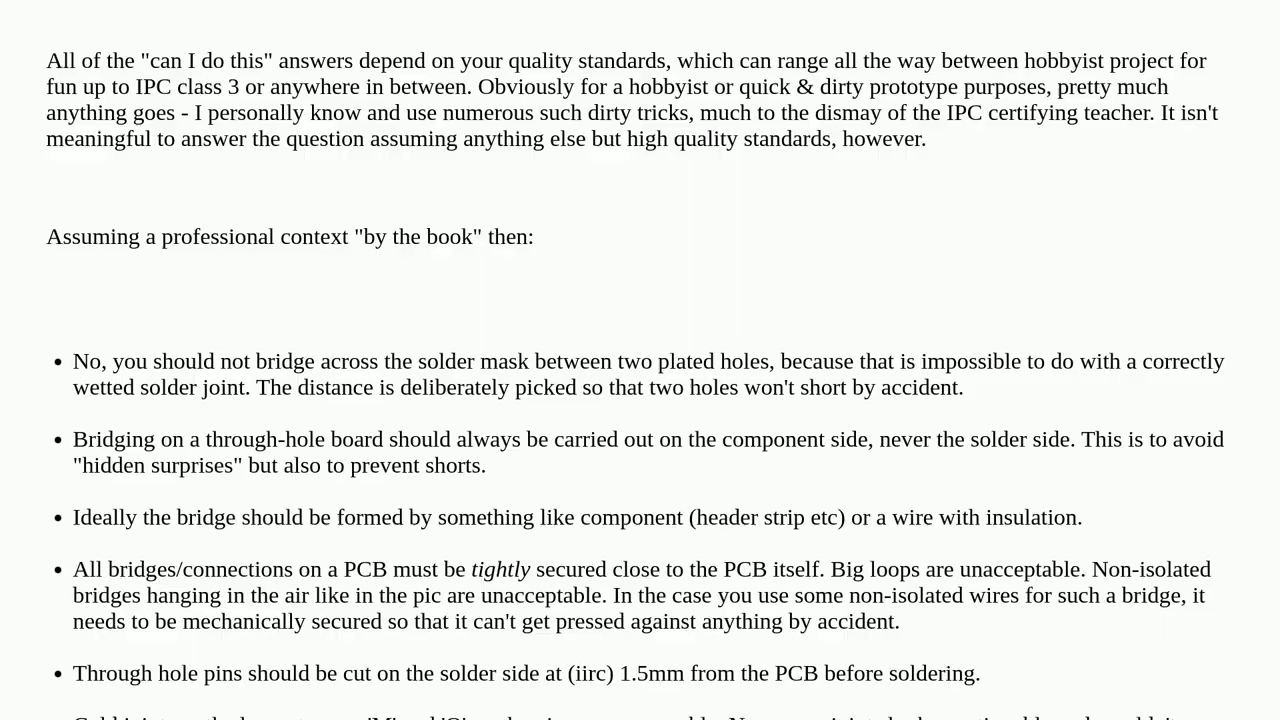 All of the "can I do this" answers depend on your quality standards, which can range all the way between hobbyist project for
fun up to IPC class 3 or anywhere in between. Obviously for a hobbyist or quick & dirty prototype purposes, pretty much
anything goes - I personally know and use numerous such dirty tricks, much to the dismay of the IPC certifying teacher. It isn't
meaningful to answer the question assuming anything else but high quality standards, however.
Assuming a professional context "by the book" then:
• No, you should not bridge across the solder mask between two plated holes, because that is impossible to do with a correctly
wetted solder joint. The distance is deliberately picked so that two holes won't short by accident.
• Bridging on a through-hole board should always be carried out on the component side, never the solder side. This is to avoid
"hidden surprises" but also to prevent shorts.
• Ideally the bridge should be formed by something like component (header strip etc) or a wire with insulation.
• All bridges/connections on a PCB must be tightly secured close to the PCB itself. Big loops are unacceptable. Non-isolated
bridges hanging in the air like in the pic are unacceptable. In the case you use some non-isolated wires for such a bridge, it
needs to be mechanically secured so that it can't get pressed against anything by accident.
• Through hole pins should be cut on the solder side at (iirc) 1.5mm from the PCB before soldering.